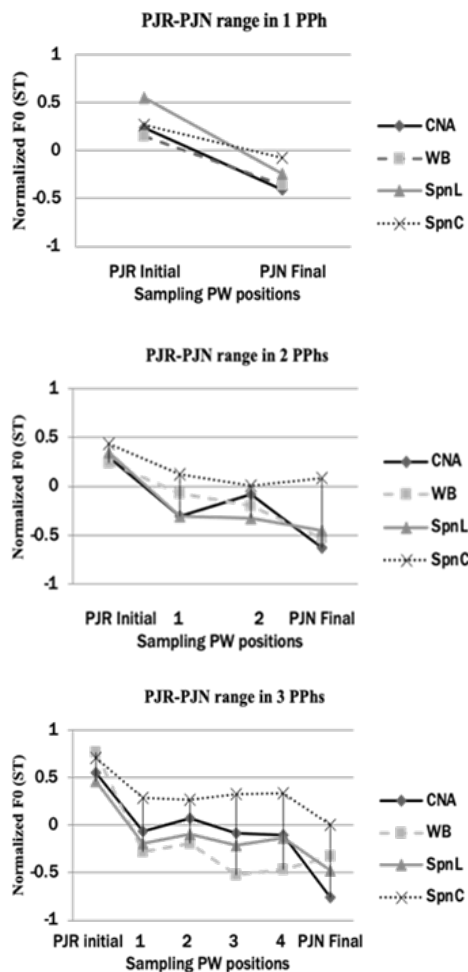 PJR-PJN range in 1 PPh
Normalized F0 (ST)
1
0.5
0
-0.5
-1
PJR Initial PJN Final
Sampling PW positions
CNA
WB
SpnL
SpnC
PJR-PJN range in 2 PPhs
Normalized F0 (ST)
1
0.5
0
-0.5
-1
PJR Initial 1 2 PJN Final
Sampling PW positions
CNA
WB
SpnL
SpnC
PJR-PJN range in 3 PPhs
Normalized F0 (ST)
1
0.5
0
-0.5
-1
PJR initial 1 2 3 4 PJN Final
Sampling PW positions
CNA
WB
SpnL
SpnC